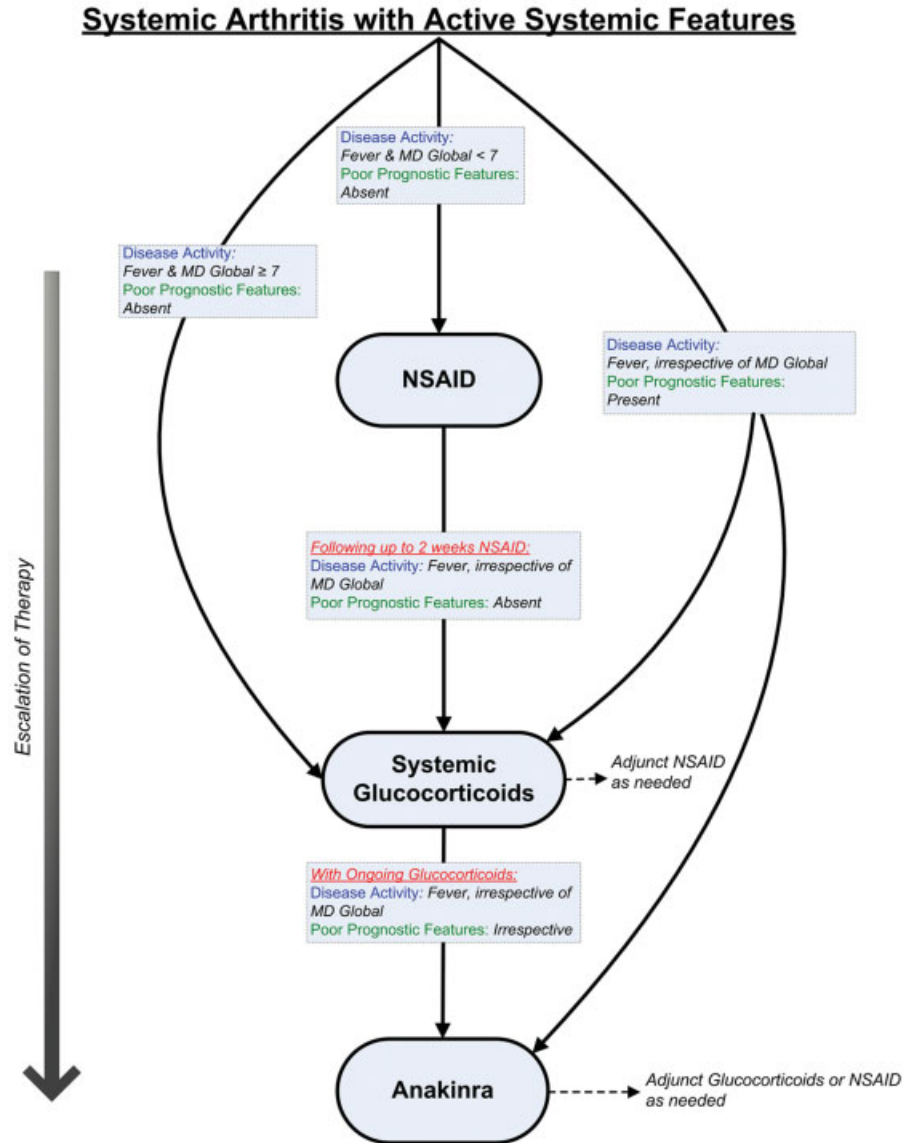 Systemic Arthritis with Active Systemic Features
Disease Activity:
Fever & MD Global < 7
Poor Prognostic Features:
Absent
Disease Activity:
Fever & MD Global ≥ 7
Poor Prognostic Features:
Absent
Disease Activity:
Fever, irrespective of MD Global
Poor Prognostic Features:
Present
NSAID
Escalation of Therapy
Following up to 2 weeks NSAID:
Disease Activity: Fever, irrespective of
MD Global
Poor Prognostic Features: Absent
Systemic
Glucocorticoids
Adjunct NSAID
as needed
With Ongoing Glucocorticoids:
Disease Activity: Fever, irrespective of
MD Global
Poor Prognostic Features: Irrespective
Anakinra
Adjunct Glucocorticoids or NSAID
as needed